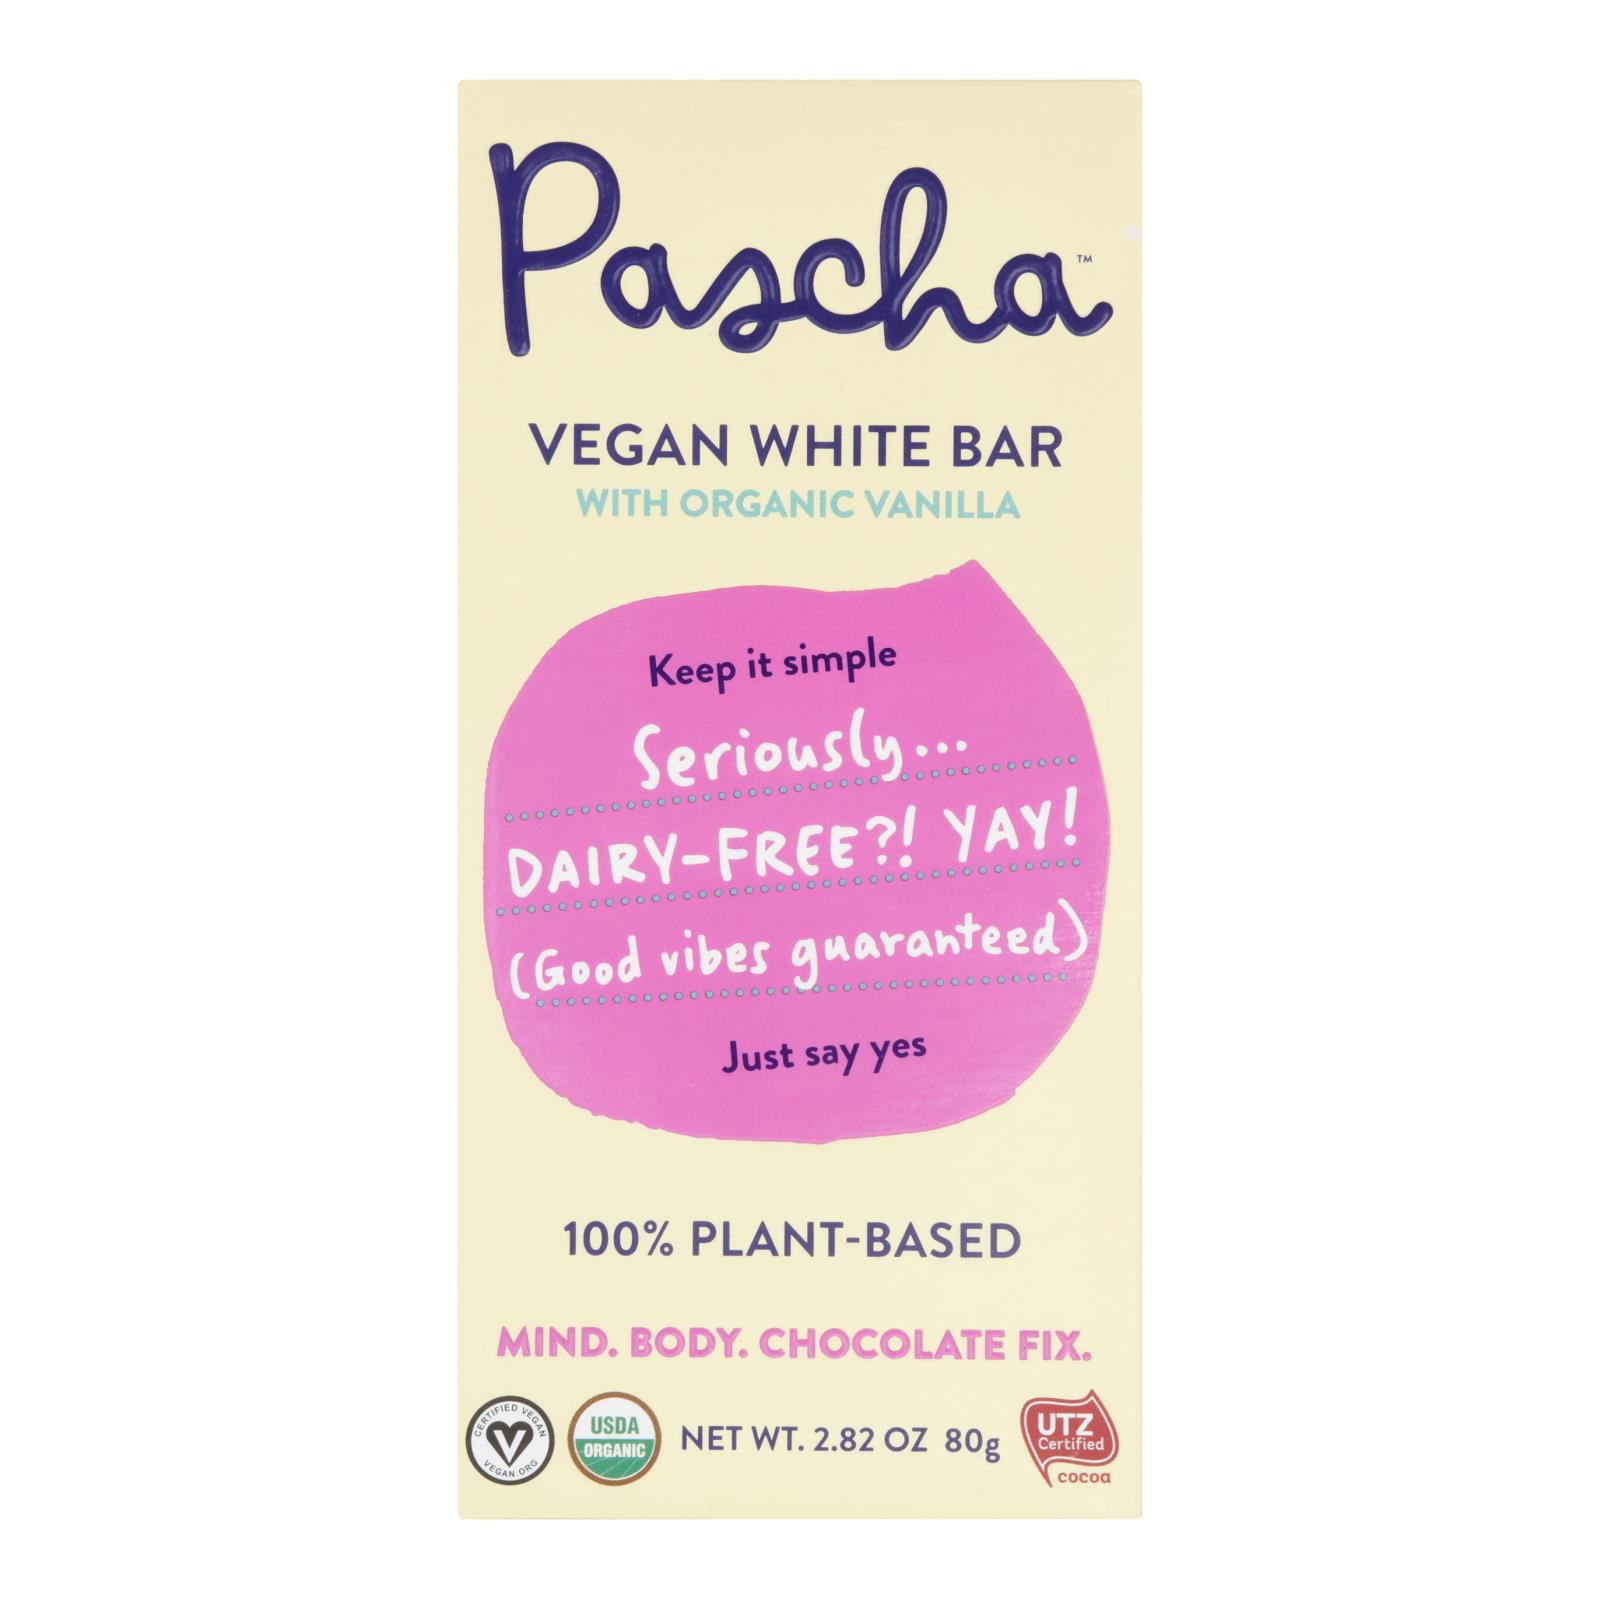 Pascha™
VEGAN WHITE BAR
WITH ORGANIC VANILLA
Keep it simple
Seriously...
DAIRY-FREE?! YAY!
(Good vibes guaranteed)
Just say yes
100% PLANT-BASED
MIND. BODY. CHOCOLATE FIX.
CERTIFIED VEGAN
V
VEGAN.ORG
USDA
ORGANIC
NET WT. 2.82 OZ 80g
UTZ
Certified
cocoa